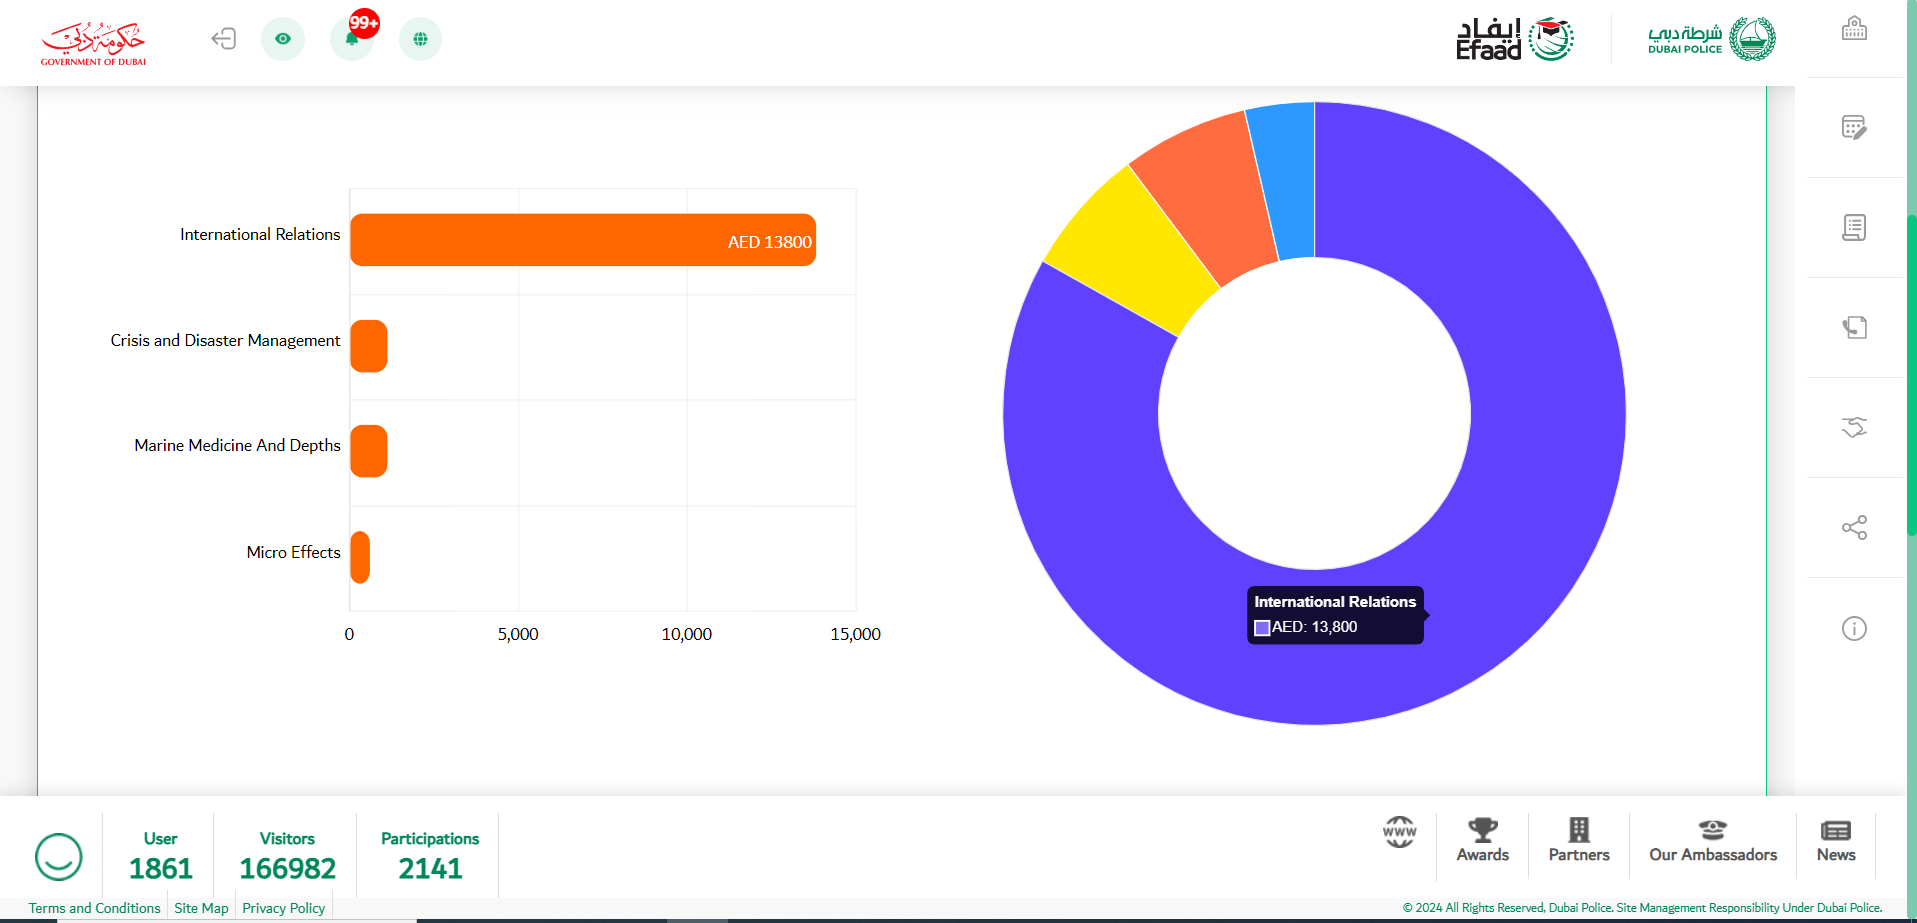 حكومة دبي
GOVERNMENT OF DUBAI
99+
إيفاد
Efaad
شرطة دبي
DUBAI POLICE
International Relations
AED 13800
Crisis and Disaster Management
Marine Medicine And Depths
Micro Effects
0
5,000
10,000
15,000
International Relations
AED: 13,800
User
1861
Visitors
166982
Participations
2141
WWW
Awards
Partners
Our Ambassadors
News
Terms and Conditions
Site Map
Privacy Policy
© 2024 All Rights Reserved, Dubai Police. Site Management Responsibility Under Dubai Police.